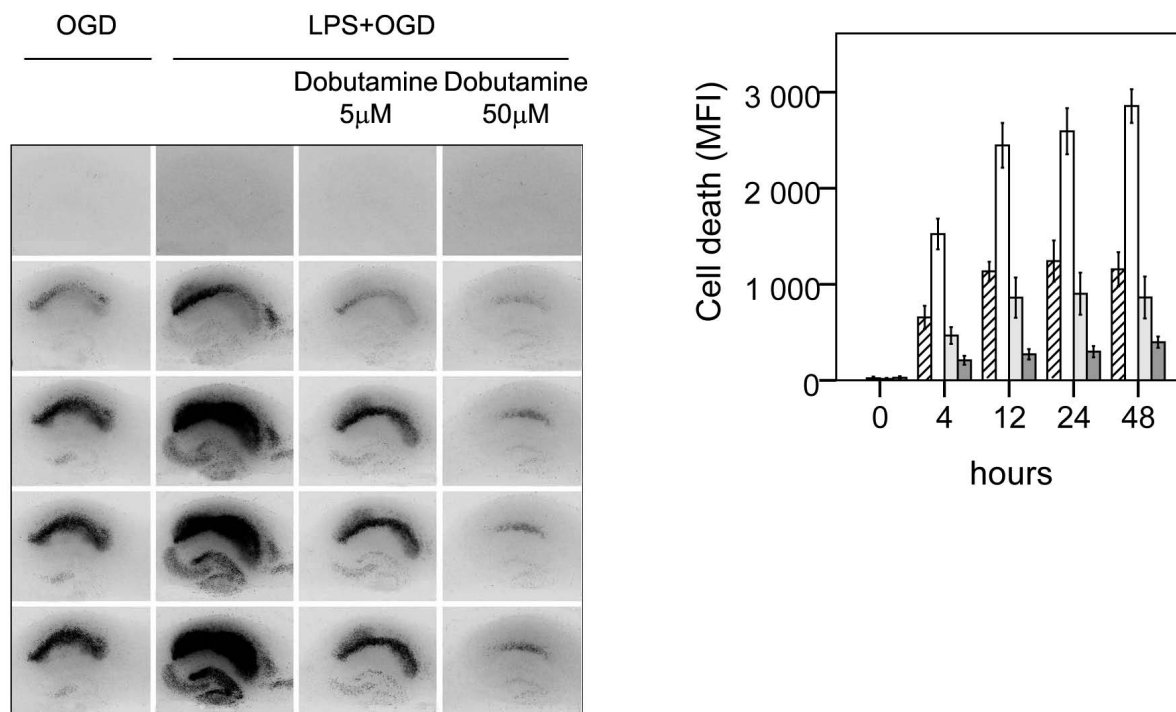 OGD
LPS+OGD
Dobutamine Dobutamine
5µM 50µM
Cell death (MFI)
3 000
2 000
1 000
0
0 4 12 24 48
hours